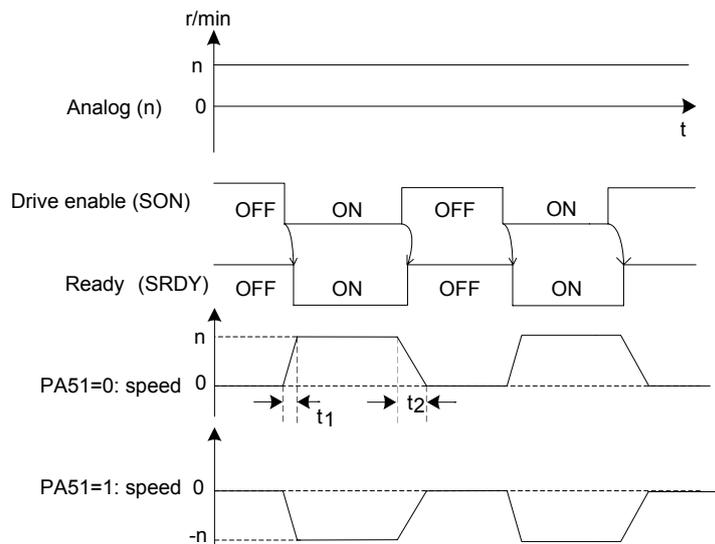 r/min
n
Analog (n) 0
t
Drive enable (SON) OFF ON OFF ON
Ready (SRDY) OFF ON OFF ON
n
PA51=0: speed 0
t1 t2
PA51=1: speed 0
-n